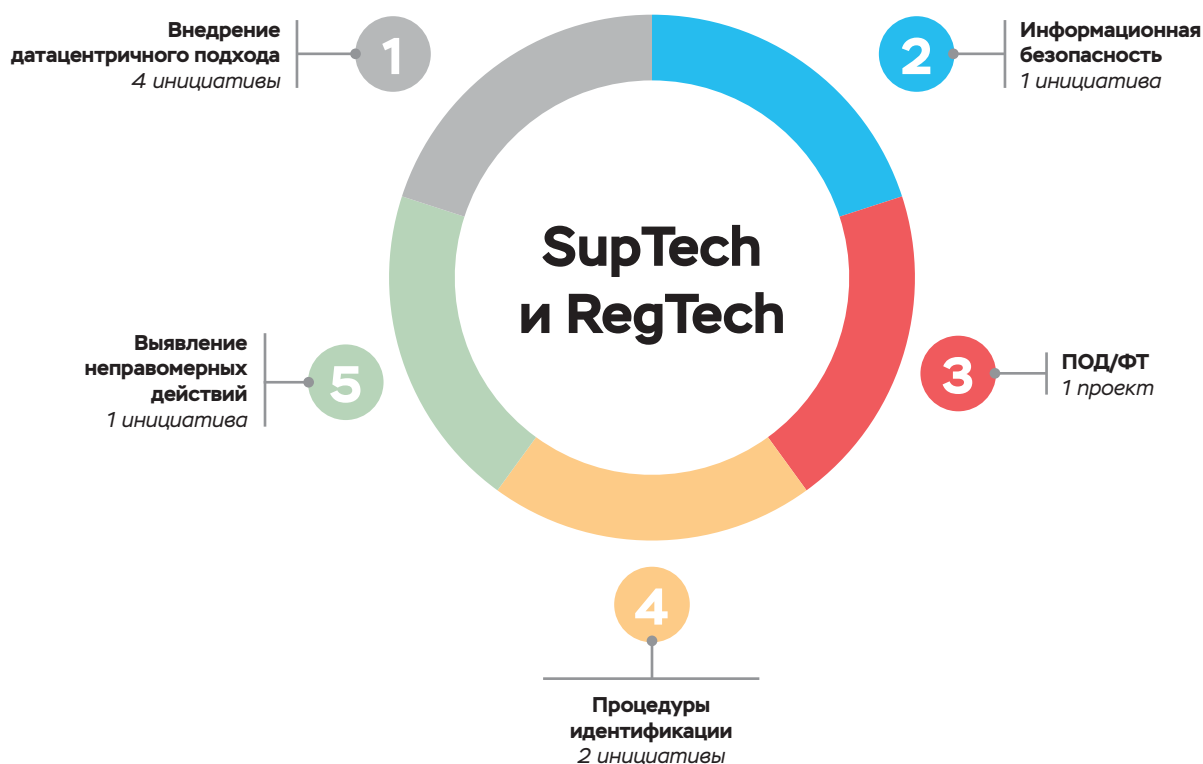 Внедрение
датацентричного подхода
4 инициативы
1
2
Информационная
безопасность
1 инициатива
SupTech
и RegTech
Выявление
неправомерных
действий
1 инициатива
5
3
ПОД/ФТ
1 проект
4
Процедуры
идентификации
2 инициативы